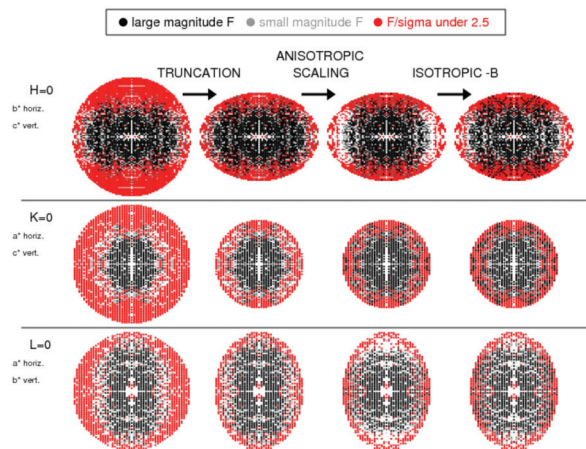 ● large magnitude F ● small magnitude F ● F/sigma under 2.5
TRUNCATION
ANISOTROPIC
SCALING
ISOTROPIC -B
H=0
b* horiz.
c* vert.
K=0
a* horiz.
c* vert.
L=0
a* horiz.
b* vert.